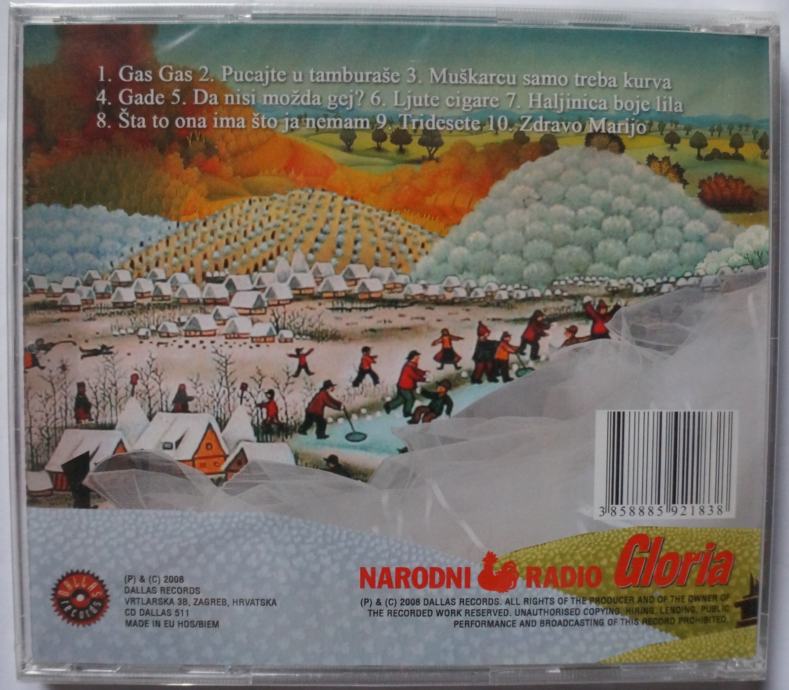 1. Gas Gas 2. Pucajte u tamburaše 3. Muškarcu samo treba kurva
4. Gade 5. Da nisi možda gej? 6. Ljute cigare 7. Haljinica boje lila
8. Šta to ona ima što ja nemam 9. Tridesete 10. Zdravo Marijo
3 858885 921838
DALLAS
RECORDS
(P) & (C) 2008
DALLAS RECORDS
VRTLARSKA 38, ZAGREB, HRVATSKA
CD DALLAS 511
MADE IN EU HDS/BIEM
NARODNI RADIO Gloria
(P) & (C) 2008 DALLAS RECORDS. ALL RIGHTS OF THE PRODUCER AND OF THE OWNER OF
THE RECORDED WORK RESERVED. UNAUTHORISED COPYING, HIRING, LENDING, PUBLIC
PERFORMANCE AND BROADCASTING OF THIS RECORD PROHIBITED.